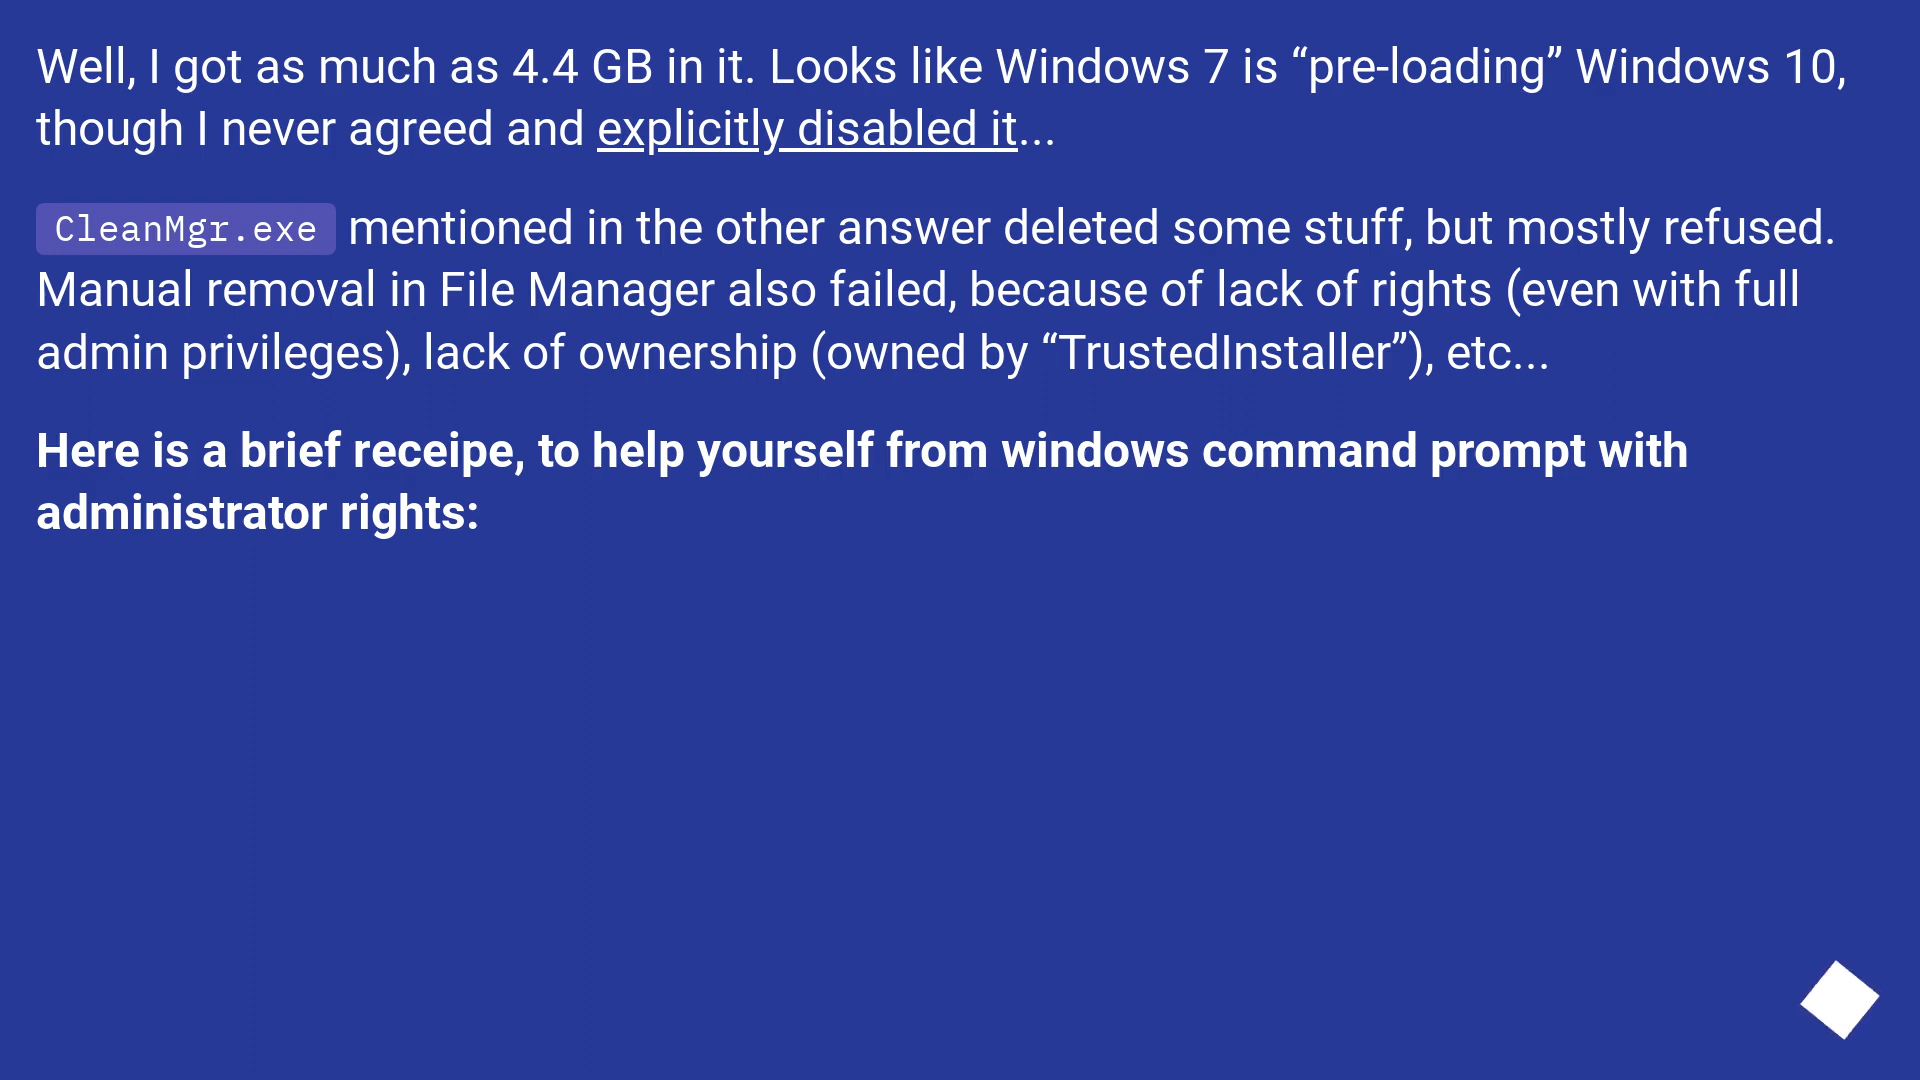 Well, I got as much as 4.4 GB in it. Looks like Windows 7 is “pre-loading” Windows 10,
though I never agreed and explicitly disabled it...
CleanMgr.exe mentioned in the other answer deleted some stuff, but mostly refused.
Manual removal in File Manager also failed, because of lack of rights (even with full
admin privileges), lack of ownership (owned by “TrustedInstaller”), etc...
Here is a brief receipe, to help yourself from windows command prompt with
administrator rights: